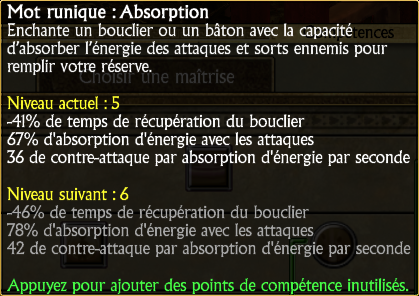 Mot runique : Absorption
Enchante un bouclier ou un bâton avec la capacité
d'absorber l'énergie des attaques et sorts ennemis pour
remplir votre réserve.
Choisir une maîtrise
Niveau actuel : 5
-41% de temps de récupération du bouclier
67% d'absorption d'énergie avec les attaques
36 de contre-attaque par absorption d'énergie par seconde
Niveau suivant : 6
-46% de temps de récupération du bouclier
78% d'absorption d'énergie avec les attaques
42 de contre-attaque par absorption d'énergie par seconde
Appuyez pour ajouter des points de compétence inutilisés.